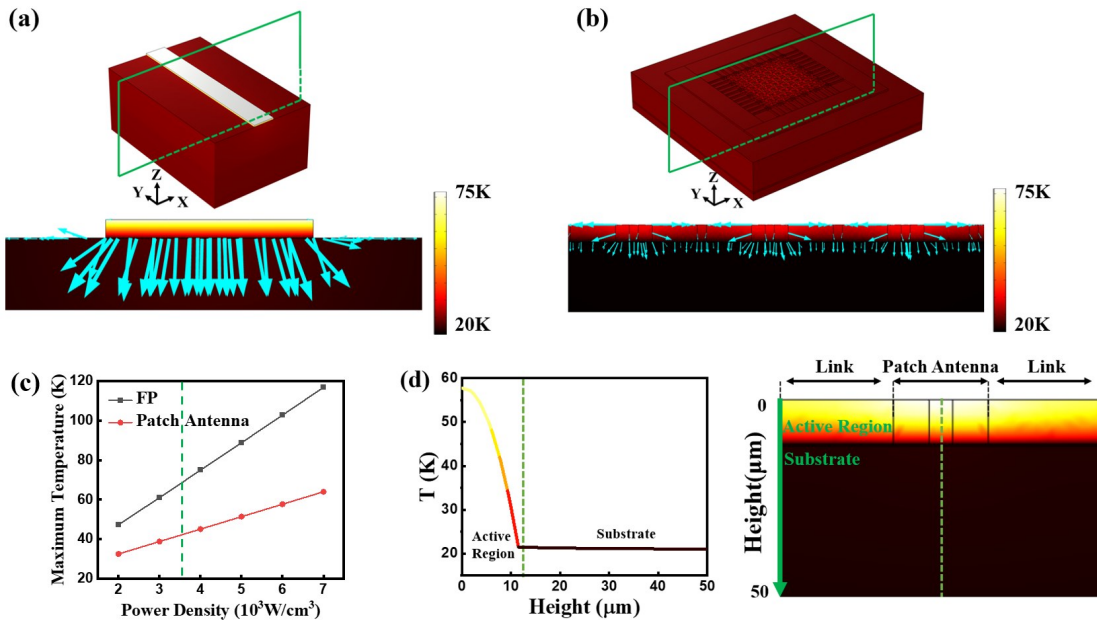 (a)
Z
Y
X
75K
20K
(b)
Z
Y
X
75K
20K
(c)
Maximum Temperature (K)
120
100
80
60
40
20
FP
Patch Antenna
2 3 4 5 6 7
Power Density (10³W/cm³)
(d)
T (K)
60
50
40
30
20
Active
Region
Substrate
0 10 20 30 40 50
Height (μm)
Link Patch Antenna Link
0
Active Region
Substrate
Height(μm)
50